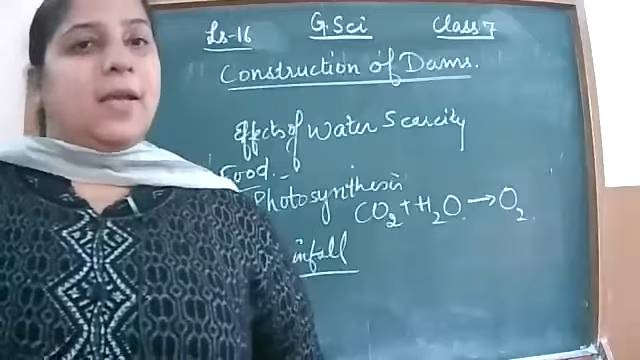 Ls-16 G.Sci Class 7
Construction of Dams.
Effects of Water Scarcity
Food -
Photosynthesis
CO2 + H2O. → O2.
infall